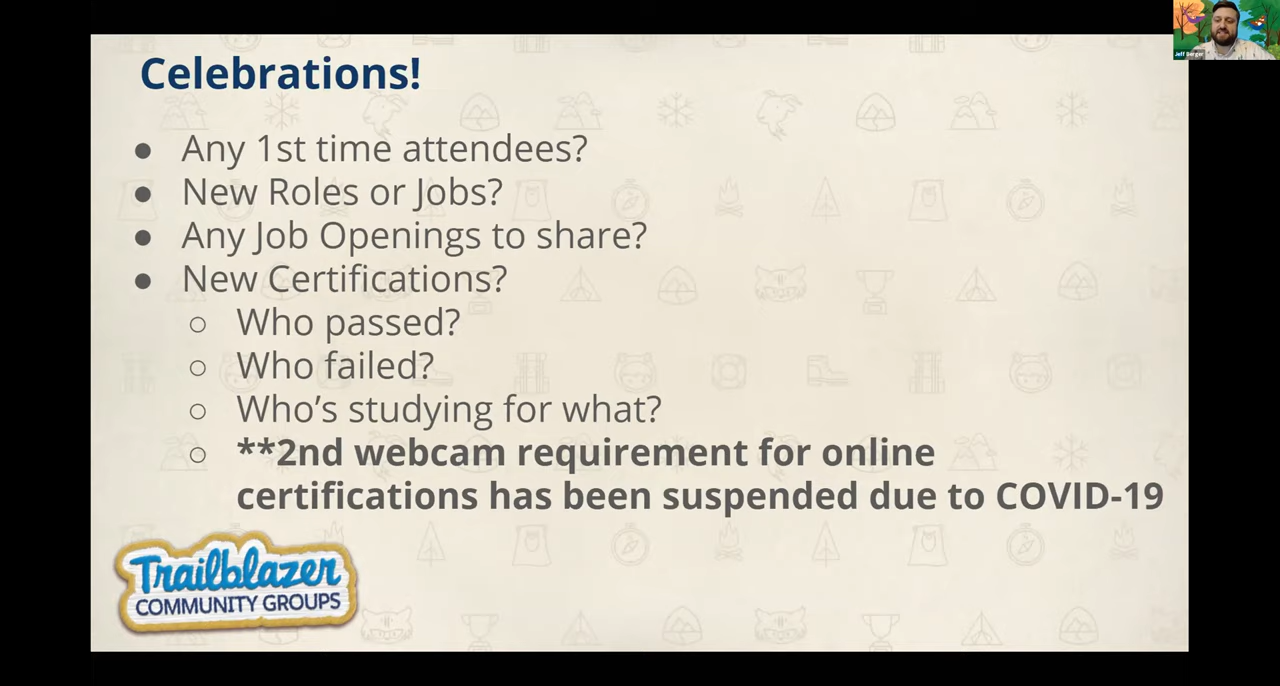 Celebrations!
● Any 1st time attendees?
● New Roles or Jobs?
● Any Job Openings to share?
● New Certifications?
○ Who passed?
○ Who failed?
○ Who’s studying for what?
○ **2nd webcam requirement for online
certifications has been suspended due to COVID-19
Trailblazer
COMMUNITY GROUPS
Jeff Berger